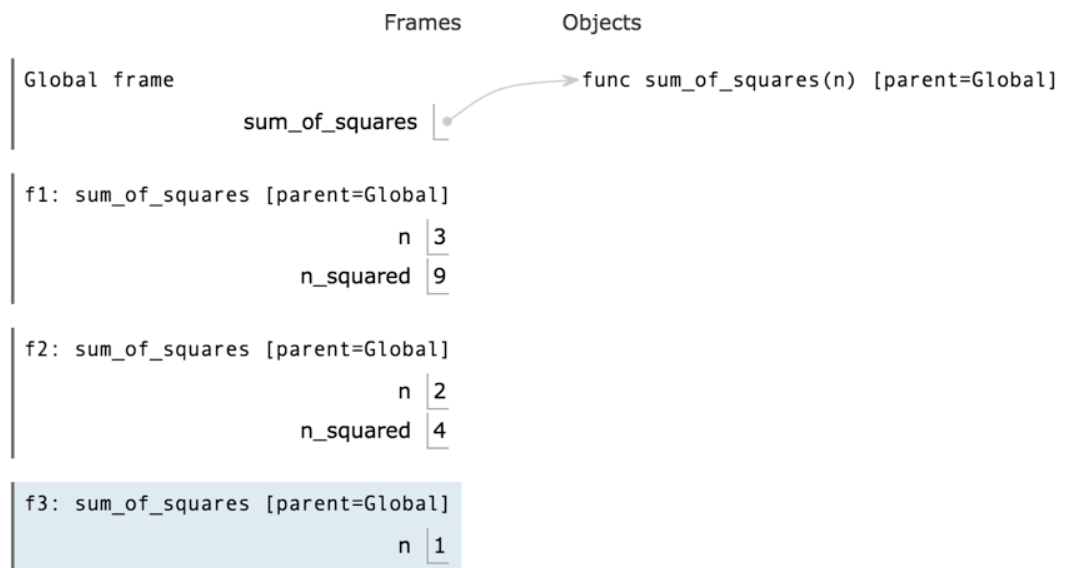 Frames Objects
Global frame func sum_of_squares(n) [parent=Global]
sum_of_squares
f1: sum_of_squares [parent=Global]
n 3
n_squared 9
f2: sum_of_squares [parent=Global]
n 2
n_squared 4
f3: sum_of_squares [parent=Global]
n 1